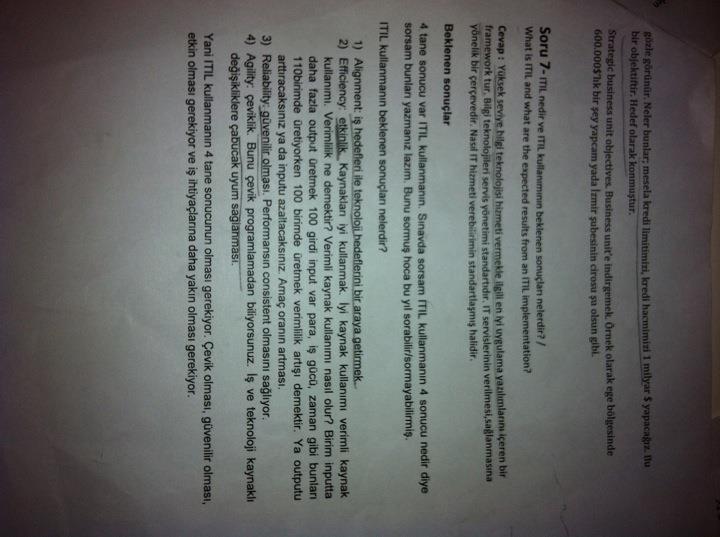 gözle görünür. Neler bunlar; mesela kredi limitimizi, kredi hacmimizi 1 milyar $ yapacağız. Bu
bir objektiftir. Hedef olarak konmuştur.
Strategic business unit objectives. Business unit'e indirgemek. Örnek olarak ege bölgesinde
600.000$'lık bir şey yapcam yada İzmir şubesinin cirosu şu olsun gibi.
Soru 7- ITIL nedir ve ITIL kullanımının beklenen sonuçları nelerdir? /
What is ITIL and what are the expected results from an ITIL implementation?
Cevap : Yüksek seviye bilgi teknolojisi hizmeti vermekle ilgili en iyi uygulama yazılımlarını içeren bir
framework tur. Bilgi teknolojileri servis yönetimi standartıdır. IT servislerinin verilmesi,sağlanmasına
yönelik bir çerçevedir. Nasıl IT hizmeti verebilirimin standartlaşmış halidir.
Beklenen sonuçlar
4 tane sonucu var ITIL kullanmanın. Sınavda sorsam ITIL kullanmanın 4 sonucu nedir diye
sorsam bunları yazmanız lazım. Bunu sormuş hoca bu yıl sorabilir/sormayabilirmiş.
ITIL kullanmanın beklenen sonuçları nelerdir?
1) Alignment: iş hedefleri ile teknoloji hedeflerini bir araya getirmek.
2) Efficiency: etkinlik. Kaynakları iyi kullanmak. İyi kaynak kullanımı verimli kaynak
kullanımı. Verimlilik ne demektir? Verimli kaynak kullanımı nasıl olur? Birim inputta
daha fazla output üretmek 100 girdi input var para, iş gücü, zaman gibi bunları
110birimde üretiyorken 100 birimde üretmek verimlilik artışı demektir. Ya outputu
arttıracaksınız ya da inputu azaltacaksınız. Amaç oranın artması.
3) Reliability: güvenilir olması. Performansın consistent olmasını sağlıyor.
4) Agility: çeviklik. Bunu çevik programlamadan biliyorsunuz. İş ve teknoloji kaynaklı
değişikliklere çabucak uyum sağlanması.
Yani ITIL kullanmanın 4 tane sonucunun olması gerekiyor. Çevik olması, güvenilir olması,
etkin olması gerekiyor ve iş ihtiyaçlarına daha yakın olması gerekiyor.